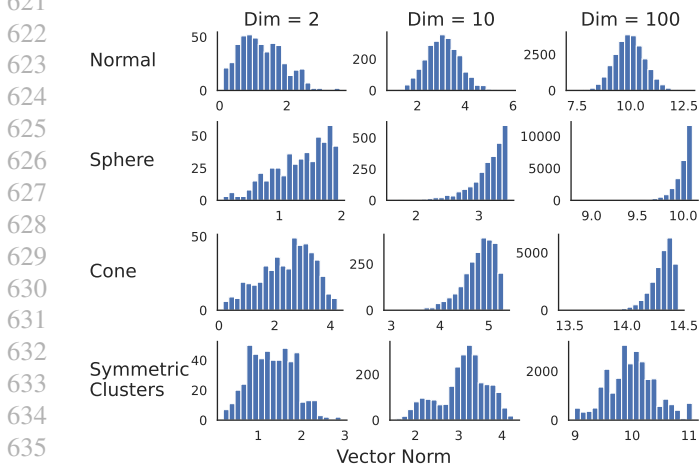 621
Dim = 2 Dim = 10 Dim = 100
622
50
200
2500
Normal
623
0 0 0
624
0 2 2 4 6 7.5 10.0 12.5
625
50
500
10000
626
Sphere
25
250
5000
627
0 0 0
628
1 2 2 3 9.0 9.5 10.0
629
50
250
5000
Cone
630
0 0 0
631
0 2 4 3 4 5 13.5 14.0 14.5
632
40
200
2000
Symmetric
633
20
Clusters
634
0 0 0
1 2 3 2 3 4 9 10 11
635
Vector Norm